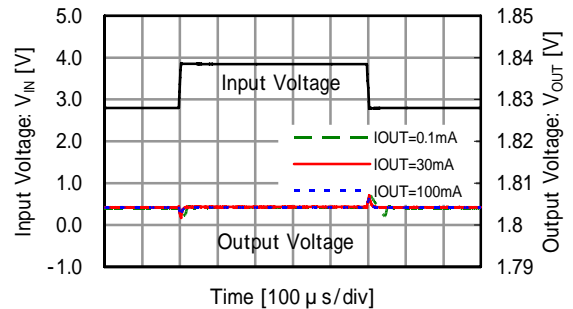 Input Voltage: VIN [V]
5.0
4.0
3.0
2.0
1.0
0.0
-1.0
Input Voltage
IOUT=0.1mA
IOUT=30mA
IOUT=100mA
Output Voltage
1.85
1.84
1.83
1.82
1.81
1.80
1.79
Output Voltage: VOUT [V]
Time [100 μ s/div]